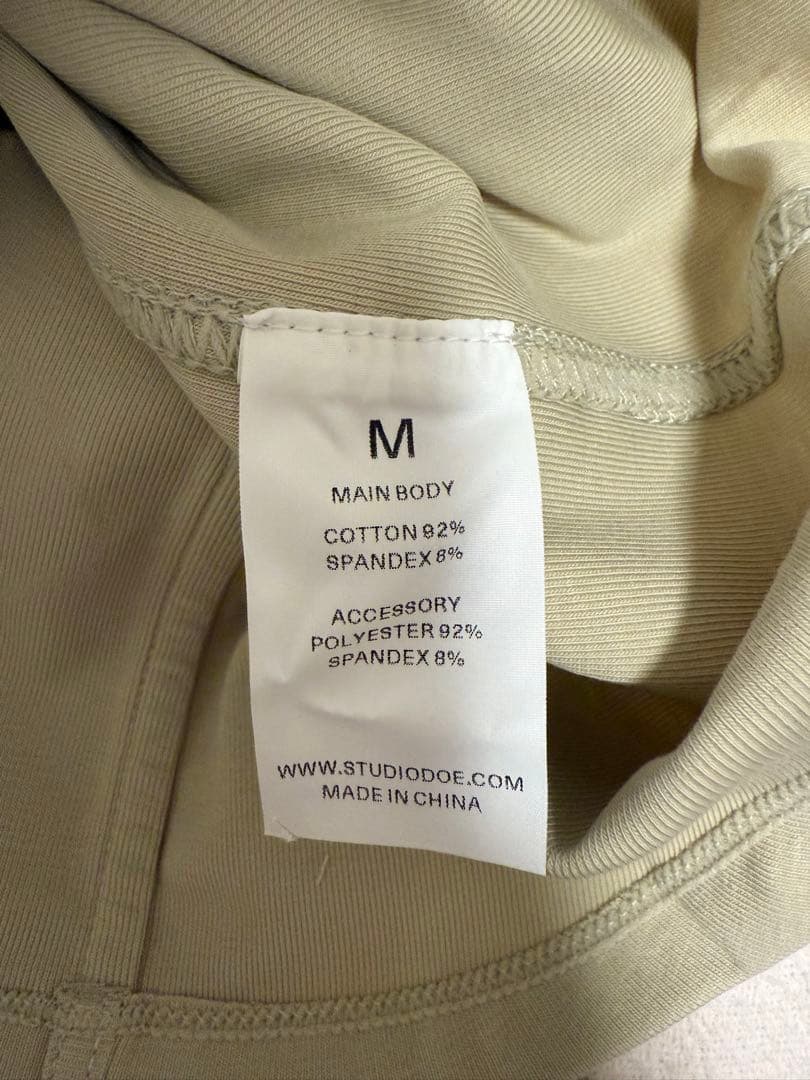 M
MAIN BODY
COTTON 92%
SPANDEX 8%
ACCESSORY
POLYESTER 92%
SPANDEX 8%
WWW.STUDIODOE.COM
MADE IN CHINA